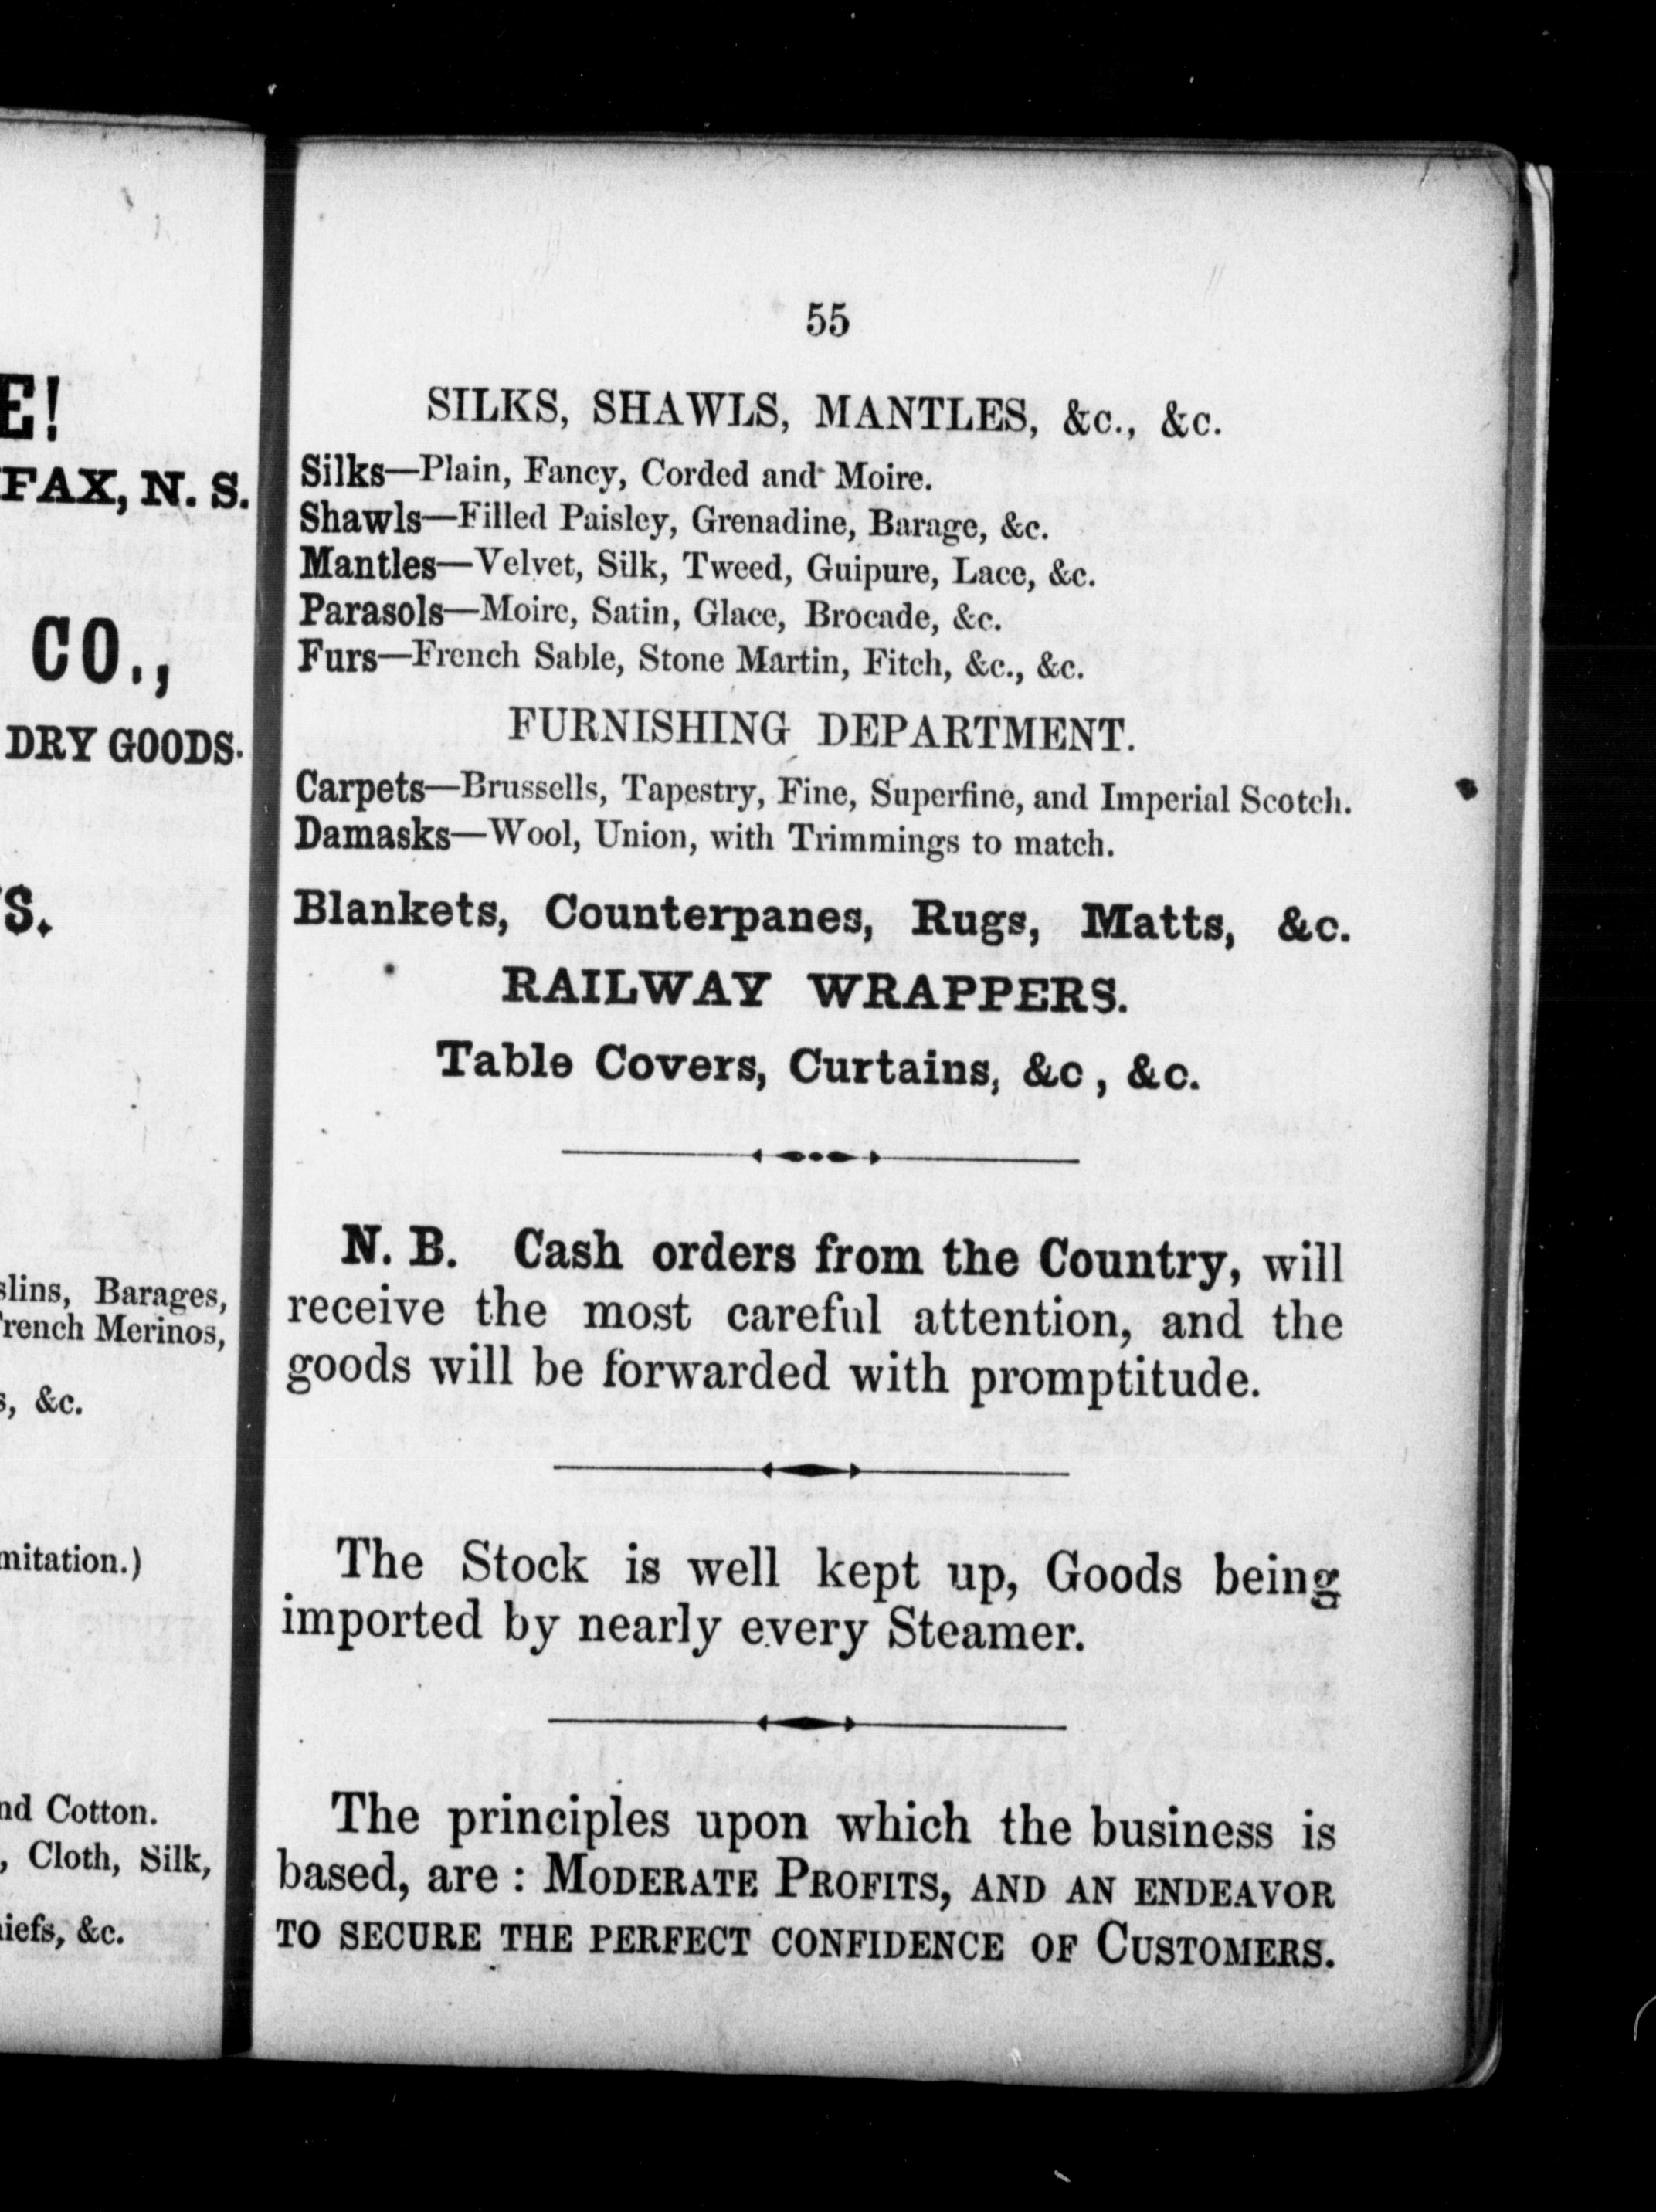 E!
FAX, N. S.
CO.,
DRY GOODS.
S.
Barages,
French Merinos,
&c.
nd Cotton.
, Cloth, Silk,
&c.
55
SILKS, SHAWLS, MANTLES, &c., &c.
Silks—Plain, Fancy, Corded and Moire.
Shawls—Filled Paisley, Grenadine, Barage, &c.
Mantles—Velvet, Silk, Tweed, Guipure, Lace, &c.
Parasols—Moire, Satin, Glace, Brocade, &c.
Furs—French Sable, Stone Martin, Fitch, &c., &c.
FURNISHING DEPARTMENT.
Carpets—Brussells, Tapestry, Fine, Superfine, and Imperial Scotch.
Damasks—Wool, Union, with Trimmings to match.
Blankets, Counterpanes, Rugs, Matts, &c.
RAILWAY WRAPPERS.
Table Covers, Curtains, &c, &c.
N. B. Cash orders from the Country, will
receive the most careful attention, and the
goods will be forwarded with promptitude.
The Stock is well kept up, Goods being
imported by nearly every Steamer.
The principles upon which the business is
based, are : MODERATE PROFITS, AND AN ENDEAVOR
TO SECURE THE PERFECT CONFIDENCE OF CUSTOMERS.